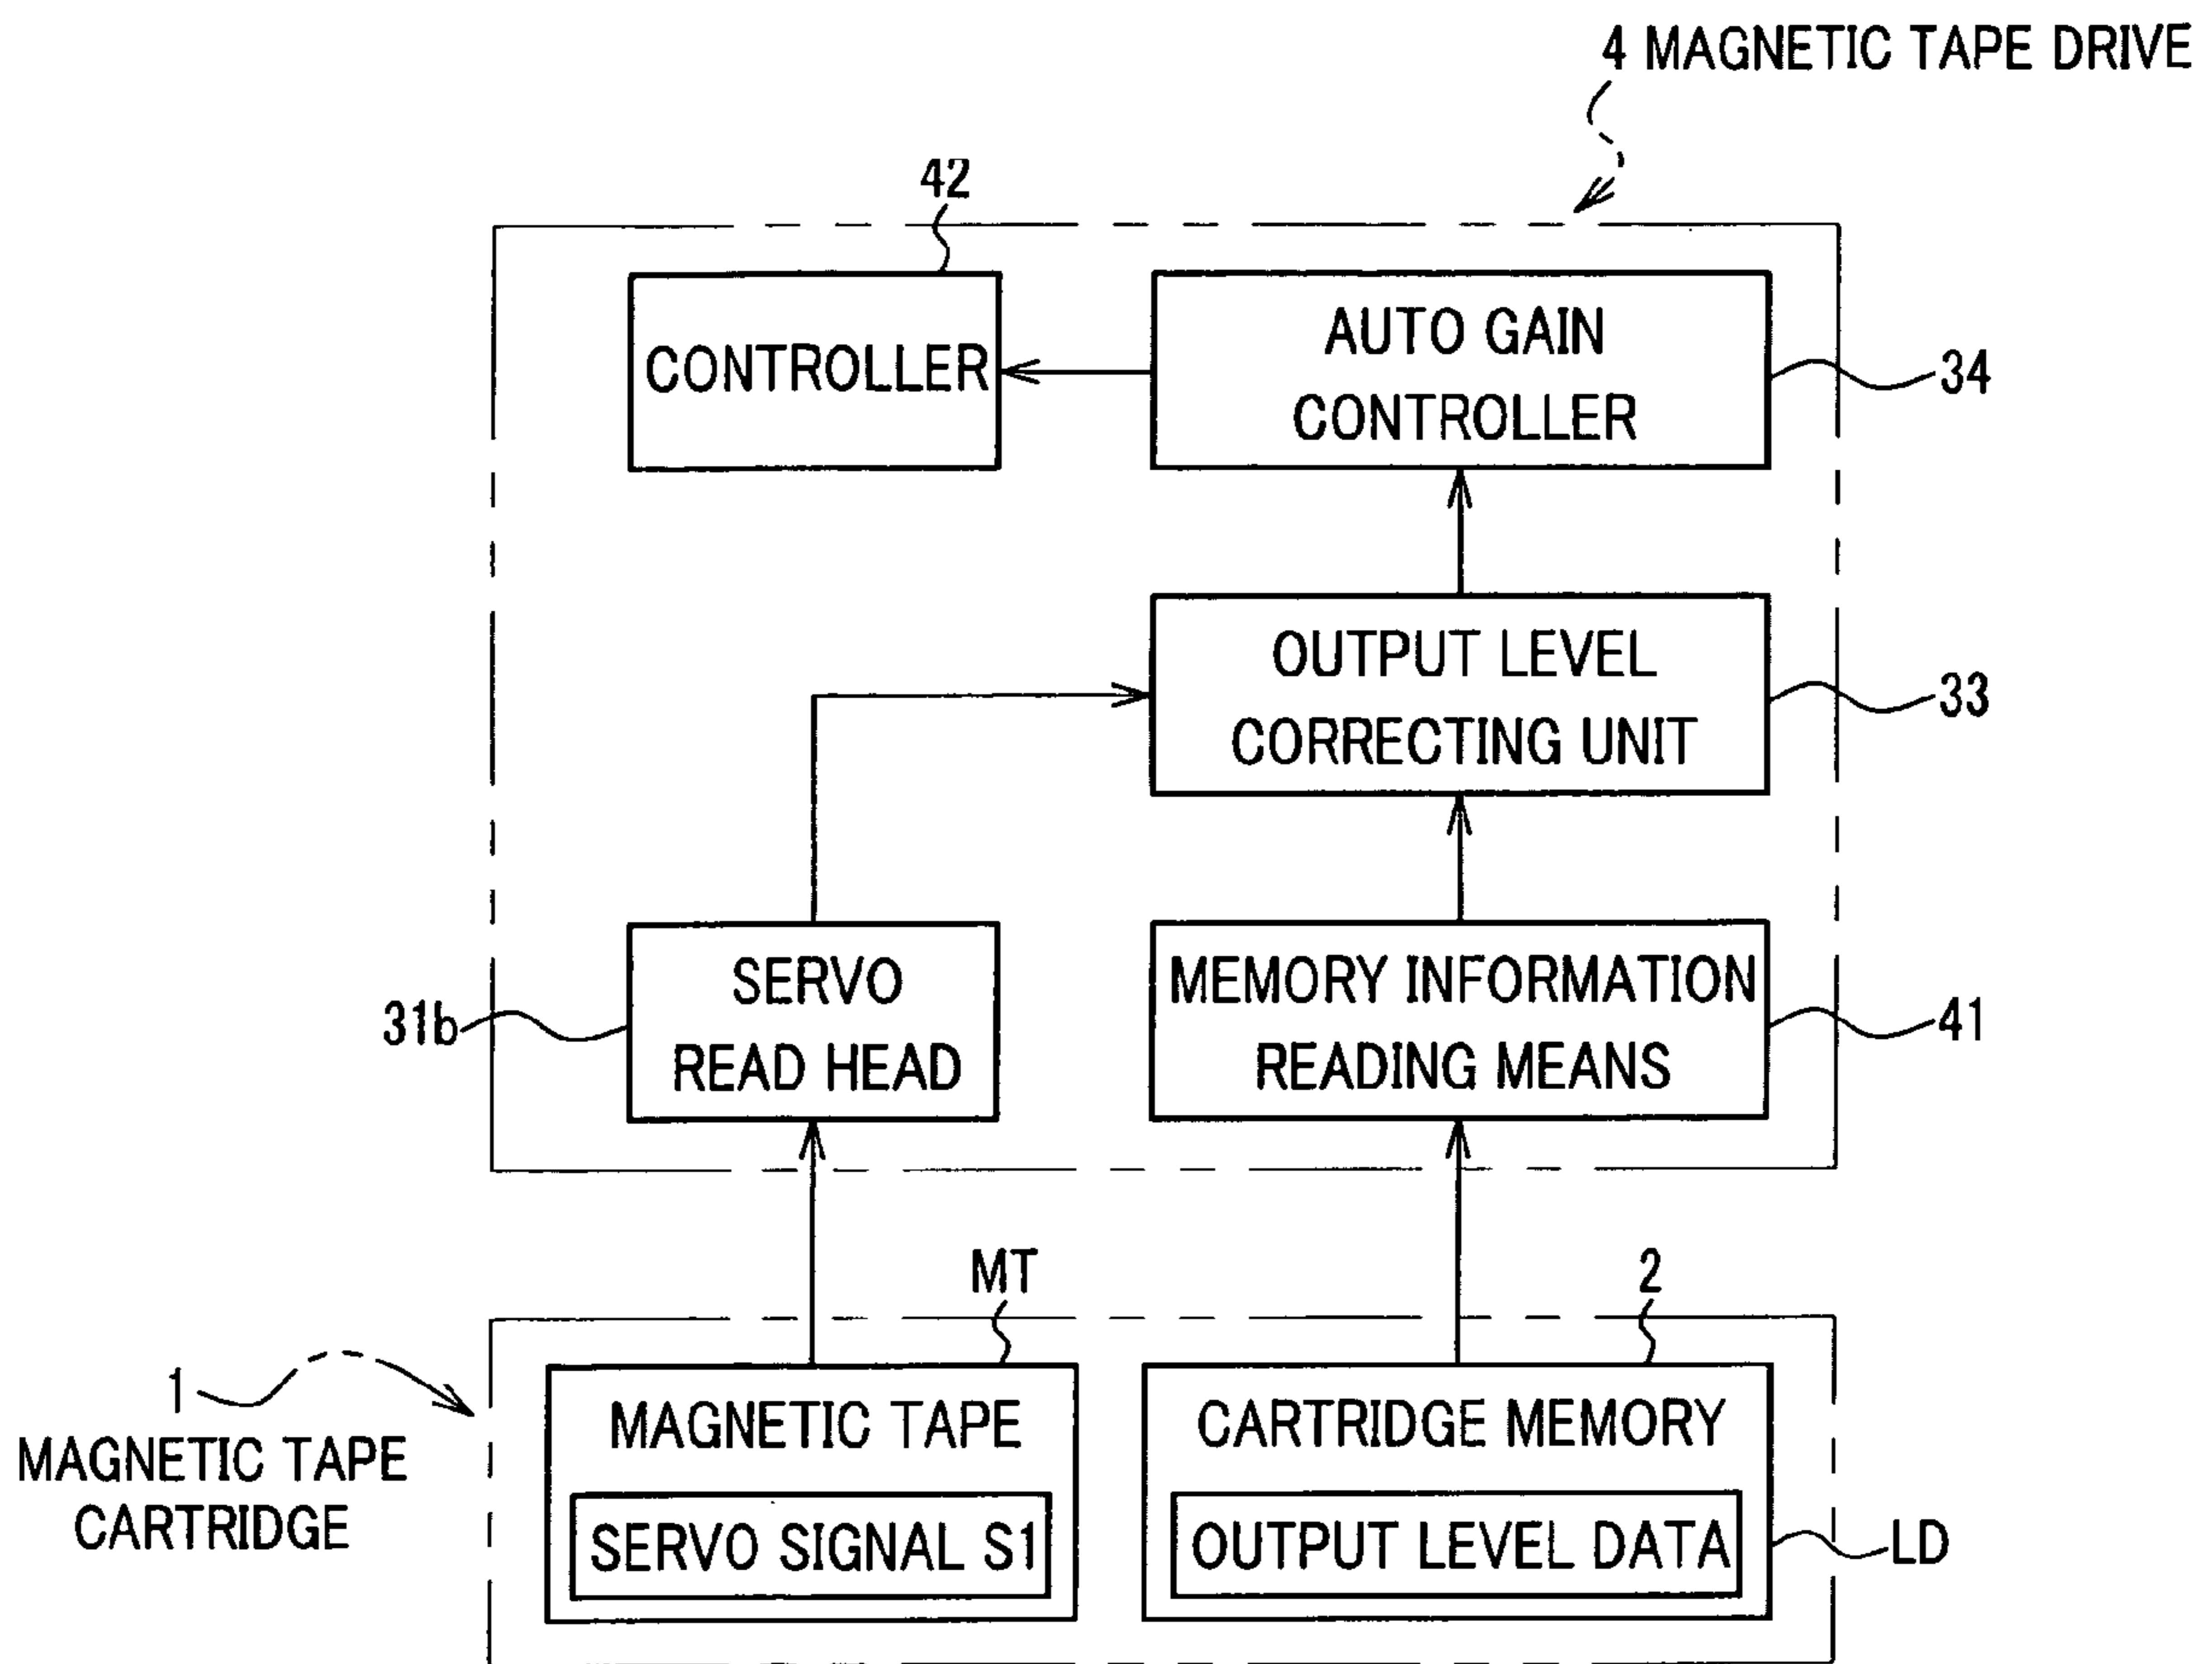 4 MAGNETIC TAPE DRIVE
42
CONTROLLER
AUTO GAIN
CONTROLLER
34
OUTPUT LEVEL
CORRECTING UNIT
33
SERVO
READ HEAD
31b
MEMORY INFORMATION
READING MEANS
41
MT
2
1
MAGNETIC TAPE
CARTRIDGE
MAGNETIC TAPE
SERVO SIGNAL S1
CARTRIDGE MEMORY
OUTPUT LEVEL DATA
LD